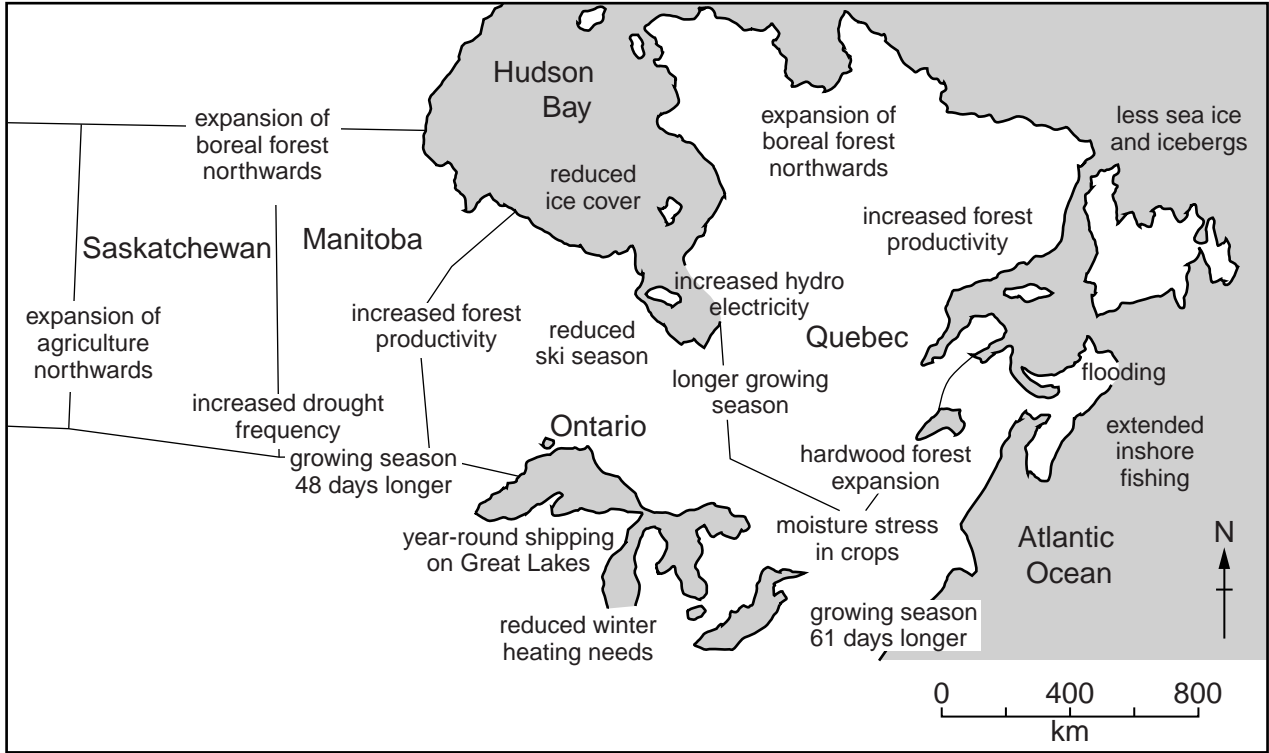 Hudson
Bay
expansion of
boreal forest
northwards
expansion of
boreal forest
northwards
less sea ice
and icebergs
reduced
ice cover
increased forest
productivity
Saskatchewan
Manitoba
increased hydro
electricity
expansion of
agriculture
northwards
increased forest
productivity
reduced
ski season
Quebec
longer growing
season
flooding
increased drought
frequency
Ontario
extended
inshore
fishing
growing season
48 days longer
hardwood forest
expansion
year-round shipping
on Great Lakes
moisture stress
in crops
Atlantic
Ocean
N
reduced winter
heating needs
growing season
61 days longer
0 400 800
km